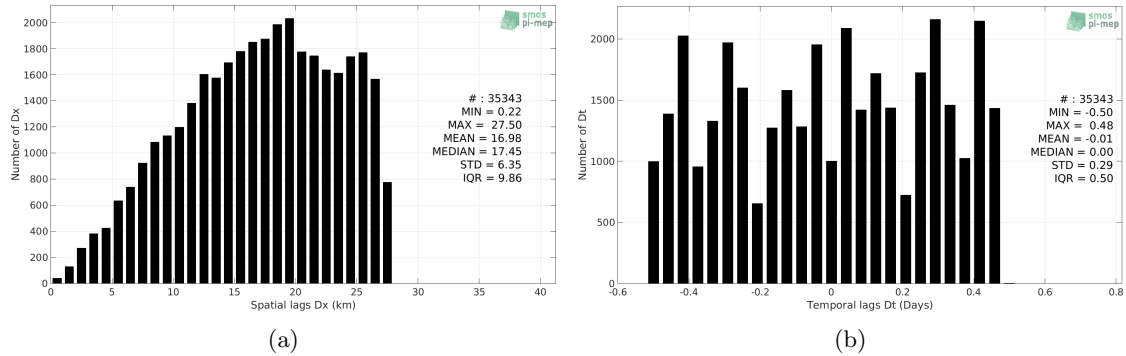 smos
pi-mep
2000
1800
1600
1400
1200
1000
800
600
400
200
0
Number of Dx
# : 35343
MIN = 0.22
MAX = 27.50
MEAN = 16.98
MEDIAN = 17.45
STD = 6.35
IQR = 9.86
0 5 10 15 20 25 30 35 40
Spatial lags Dx (km)
(a)
smos
pi-mep
2000
1500
1000
500
0
Number of Dt
# : 35343
MIN = -0.50
MAX = 0.48
MEAN = -0.01
MEDIAN = 0.00
STD = 0.29
IQR = 0.50
-0.6 -0.4 -0.2 0 0.2 0.4 0.6 0.8
Temporal lags Dt (Days)
(b)